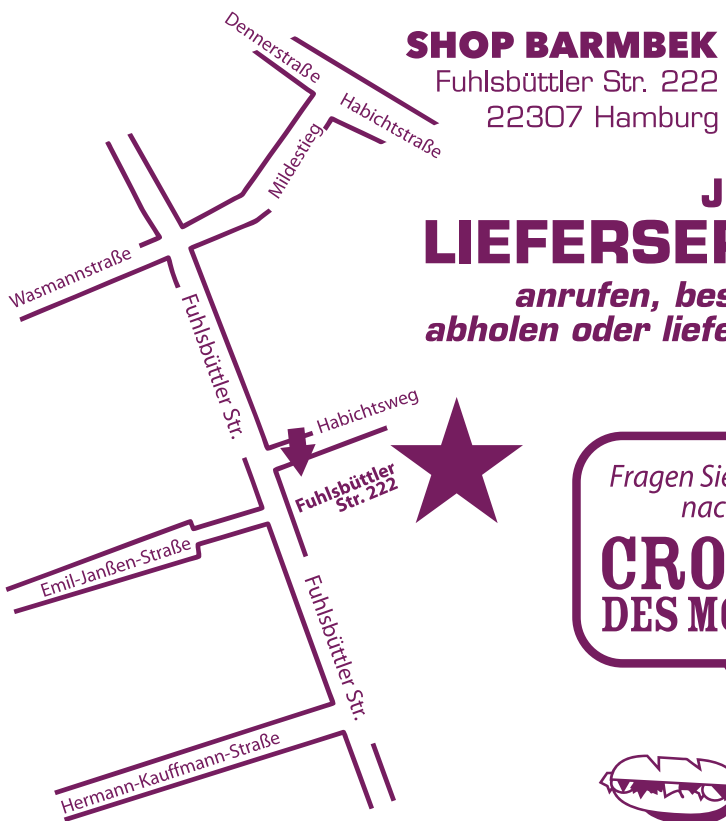 SHOP BARMBEK
Fuhlsbüttler Str. 222
22307 Hamburg
Dennerstraße
Habichtstraße
Mildestieg
Wasmannstraße
Fuhlsbüttler Str.
Habichtsweg
Fuhlsbüttler
Str. 222
Emil-Janßen-Straße
Fuhlsbüttler Str.
Hermann-Kauffmann-Straße
J
LIEFERSER
anrufen, bes
abholen oder liefe
Fragen Sie
nac
CRO
DES MO